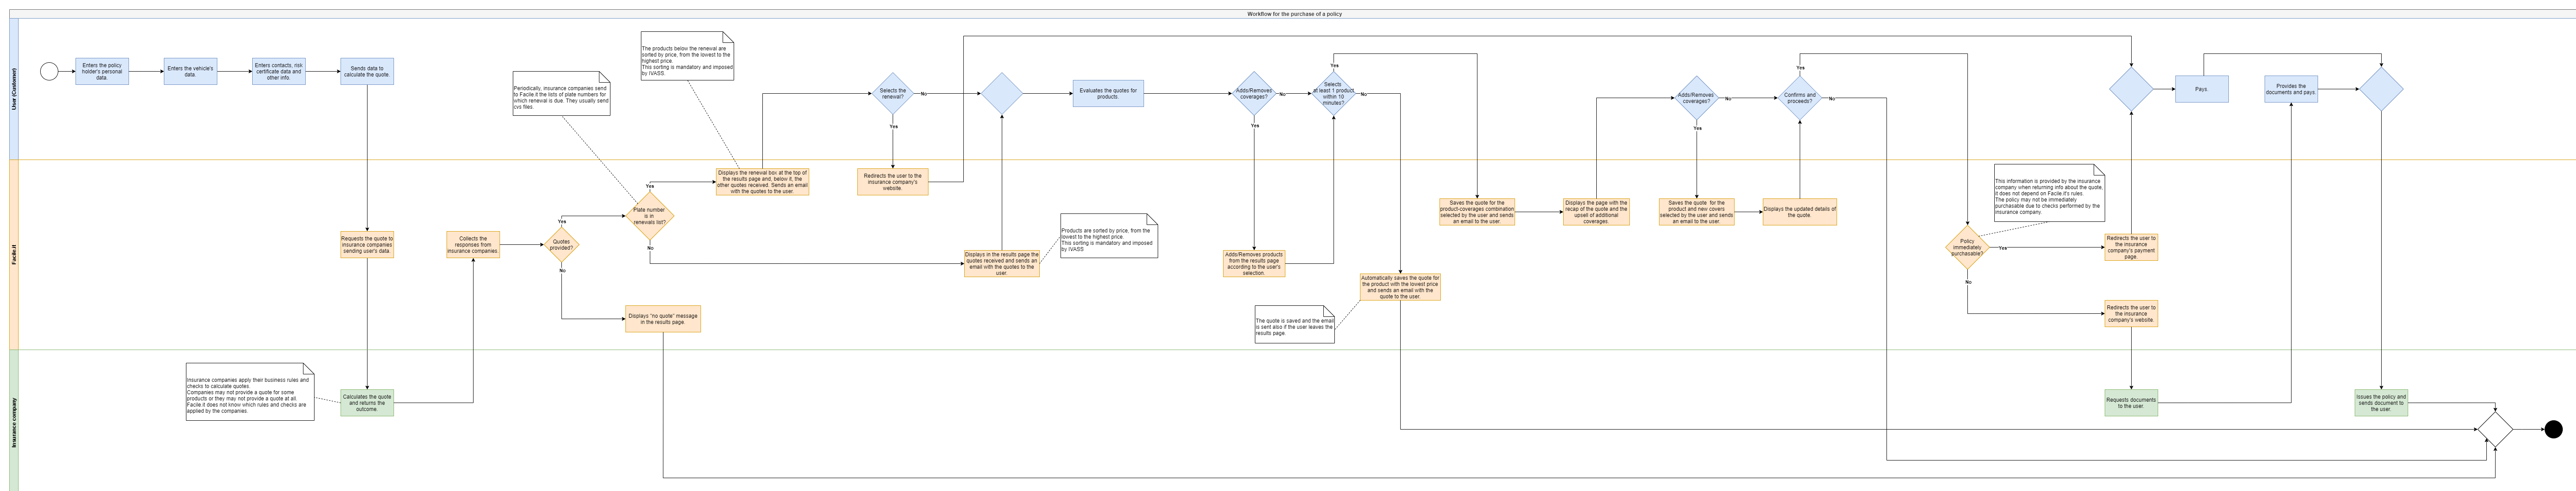 Workflow for the purchase of a policy
User (Customer)
Enters the policy
holder's personal
data.
Enters the vehicle's
data.
Enters contacts, risk
certificate data and
other info.
Sends data to
calculate the quote.
Periodically, insurance companies send
to Facile.it the lists of plate numbers for
which renewal is due. They usually send
cvs files.
The products below the renewal are
sorted by price, from the lowest to the
highest price.
This sorting is mandatory and imposed
by IVASS.
Selects the
renewal?
No
Yes
Evaluates the quotes for
products.
Adds/Removes
coverages?
No
Yes
Selects
at least 1 product
within 10
minutes?
Yes
No
Adds/Removes
coverages?
No
Yes
Confirms and
proceeds?
Yes
No
Pays.
Provides the
documents and pays.
Facile.it
Requests the quote to
insurance companies
sending user's data.
Collects the
responses from
insurance companies.
Quotes
provided?
Yes
No
Plate number
is in
renewals list?
Yes
No
Displays the renewal box at the top of
the results page and, below it, the
other quotes received. Sends an email
with the quotes to the user.
Redirects the user to the
insurance company's
website.
Displays in the results page the
quotes received and sends an
email with the quotes to the
user.
Products are sorted by price, from the
lowest to the highest price.
This sorting is mandatory and imposed
by IVASS
Displays "no quote" message
in the results page.
Adds/Removes products
from the results page
according to the user's
selection.
Automatically saves the quote for
the product with the lowest price
and sends an email with the
quote to the user.
The quote is saved and the email
is sent also if the user leaves the
results page.
Saves the quote for the
product-coverages combination
selected by the user and sends
an email to the user.
Displays the page with the
recap of the quote and the
upsell of additional
coverages.
Saves the quote for the
product and new covers
selected by the user and sends
an email to the user.
Displays the updated details of
the quote.
Policy
immediately
purchasable?
Yes
No
This information is provided by the insurance
company when returning info about the quote,
it does not depend on Facile.it's rules.
The policy may not be immediately
purchasable due to checks performed by the
insurance company.
Redirects the user to
the insurance
company's payment
page.
Redirects the user to
the insurance
company's website.
Insurance company
Insurance companies apply their business rules and
checks to calculate quotes.
Companies may not provide a quote for some
products or they may not provide a quote at all.
Facile.it does not know which rules and checks are
applied by the companies.
Calculates the quote
and returns the
outcome.
Requests documents
to the user.
Issues the policy and
sends document to
the user